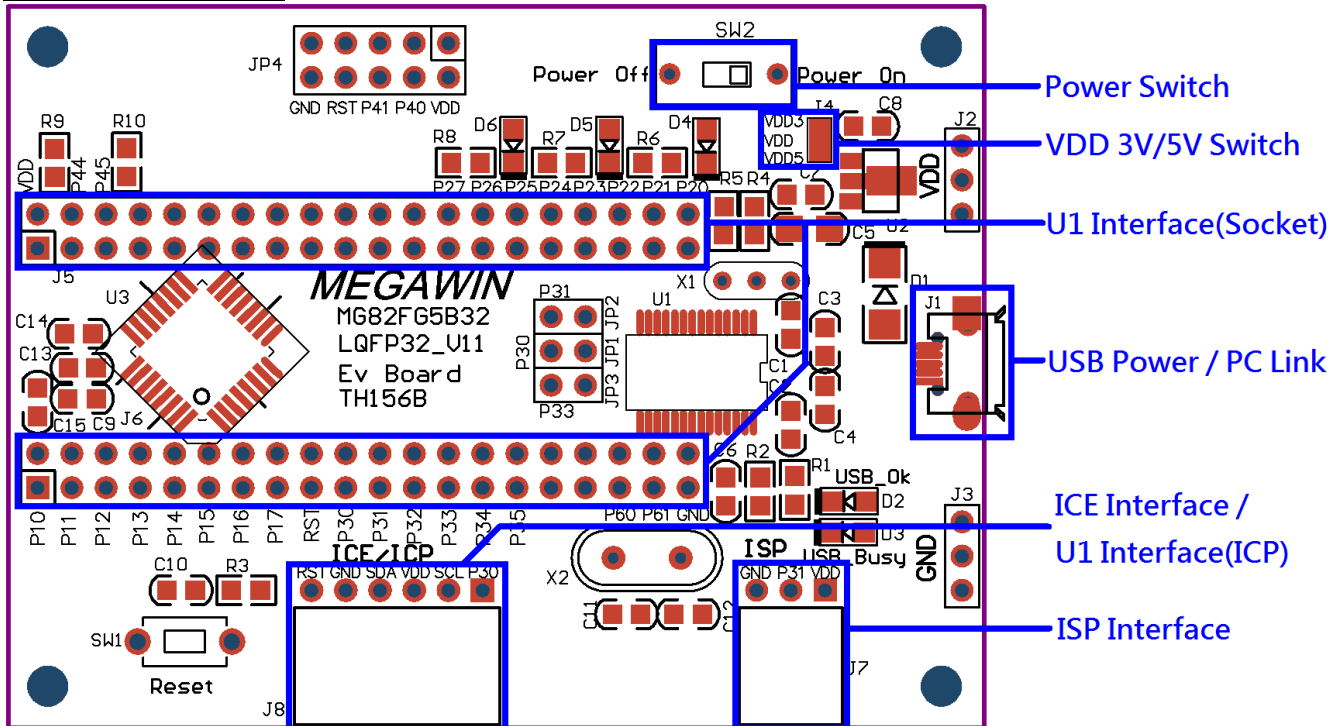 SW2
JP4
Power Off
Power On
Power Switch
GND RST P41 P40 VDD
J4
C8
VDD3
VDD
VDD5
VDD 3V/5V Switch
J2
VDD
R9
R10
R8
D6
R7
D5
R6
D4
VDD
P44
P45
P27
P26
P25
P24
P23
P22
P21
P20
R5
R4
C7
U1 Interface(Socket)
C5
U2
J5
U3
MEGAWIN
MG82FG5B32
LQFP32_V11
Ev Board
TH156B
P31
JP2
P30
JP1
JP3
P33
U1
X1
D1
J1
C3
C1
C4
USB Power / PC Link
C14
C13
C15
C9
J6
C6
R2
R1
USB_Ok
D2
D3
USB_Busy
J3
GND
ICE Interface /
U1 Interface(ICP)
P10
P11
P12
P13
P14
P15
P16
P17
RST
P30
P31
P32
P33
P34
P35
P60
P61
GND
ICE/ICP
RST GND SDA VDD SCL P30
X2
ISP
GND P31 VDD
ISP Interface
C10
R3
C11
C12
SW1
Reset
J8
J7